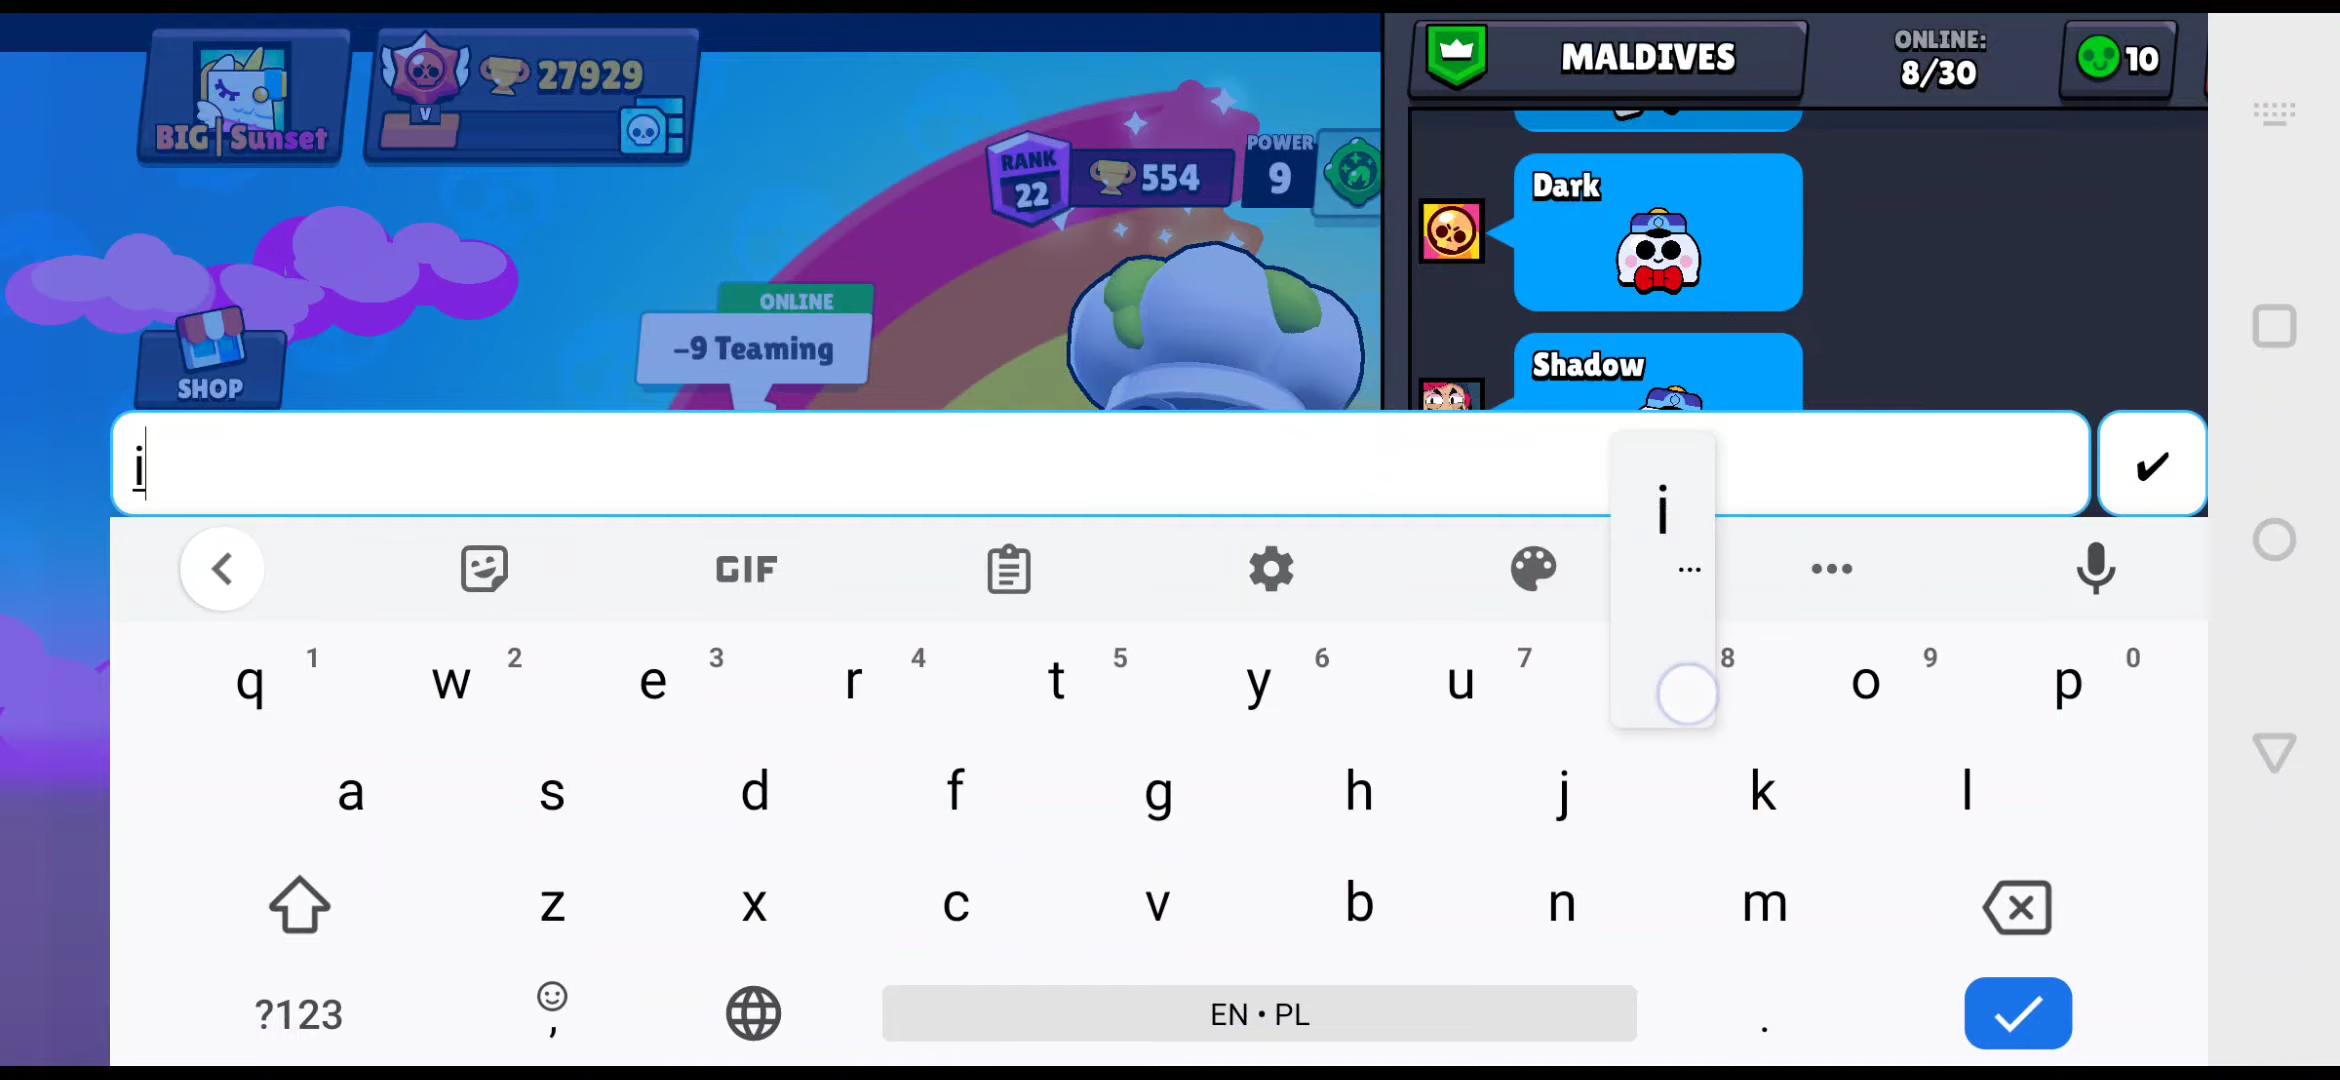 BIG|Sunset
V
27929
MALDIVES
ONLINE:
8/30
10
RANK
22
554
POWER
9
Dark
ONLINE
-9 Teaming
Shadow
SHOP
i
i
...
GIF
q 1 w 2 e 3 r 4 t 5 y 6 u 7 8 o 9 p 0
a s d f g h j k l
z x c v b n m
?123 , EN • PL .